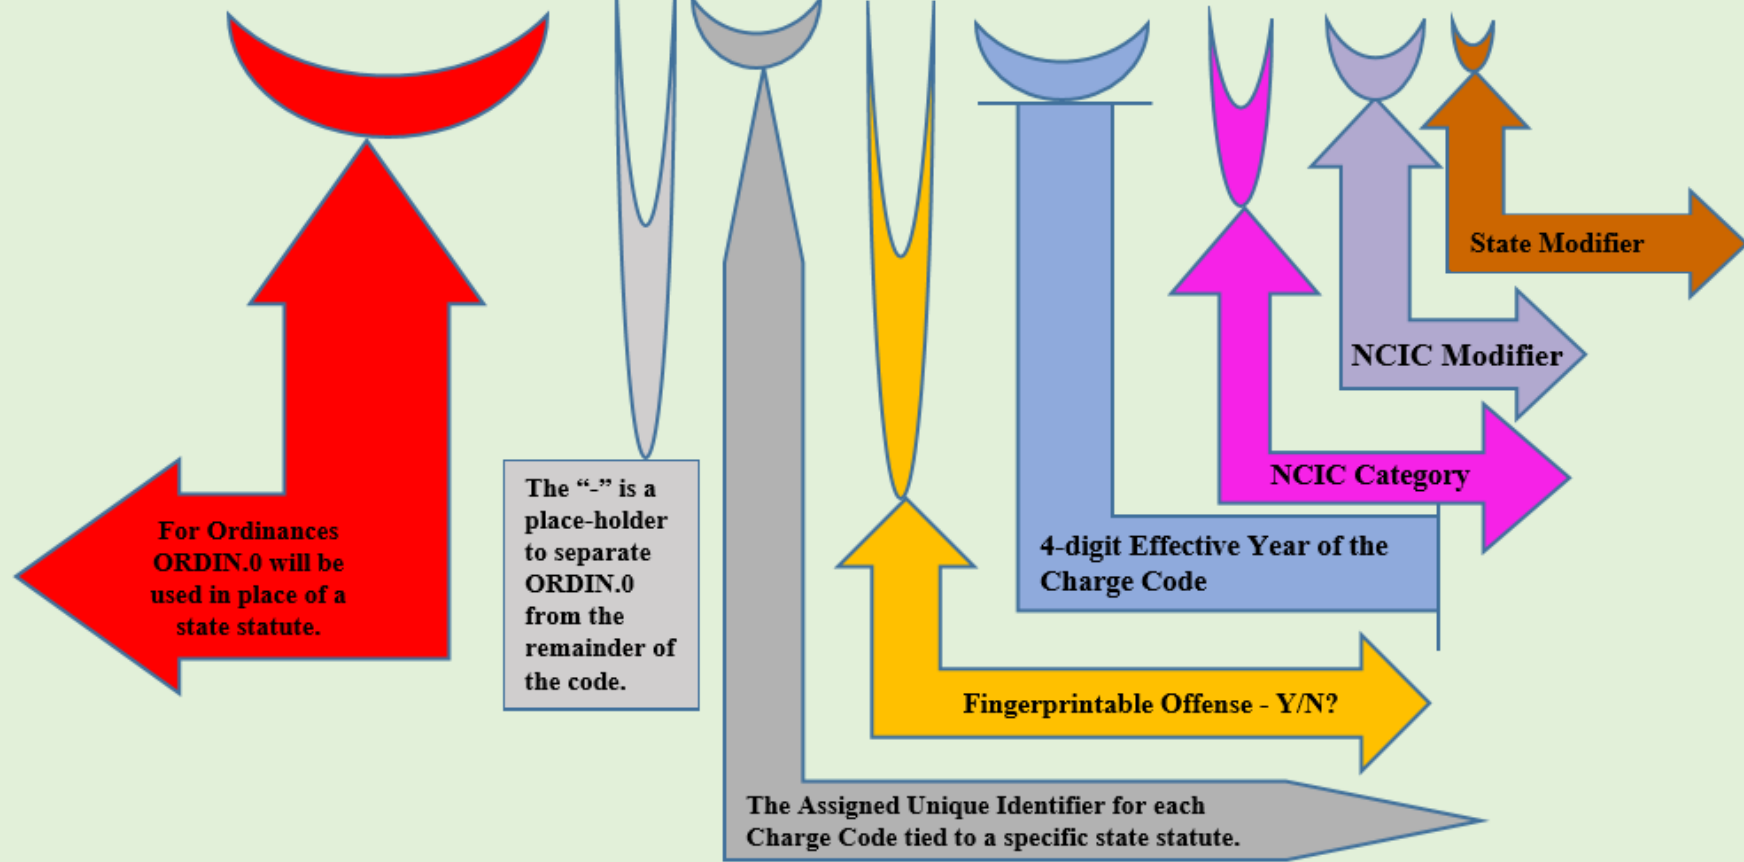 State Modifier
NCIC Modifier
NCIC Category
For Ordinances
ORDIN.0 will be
used in place of a
state statute.
The “-” is a
place-holder
to separate
ORDIN.0
from the
remainder of
the code.
4-digit Effective Year of the
Charge Code
Fingerprintable Offense - Y/N?
The Assigned Unique Identifier for each
Charge Code tied to a specific state statute.